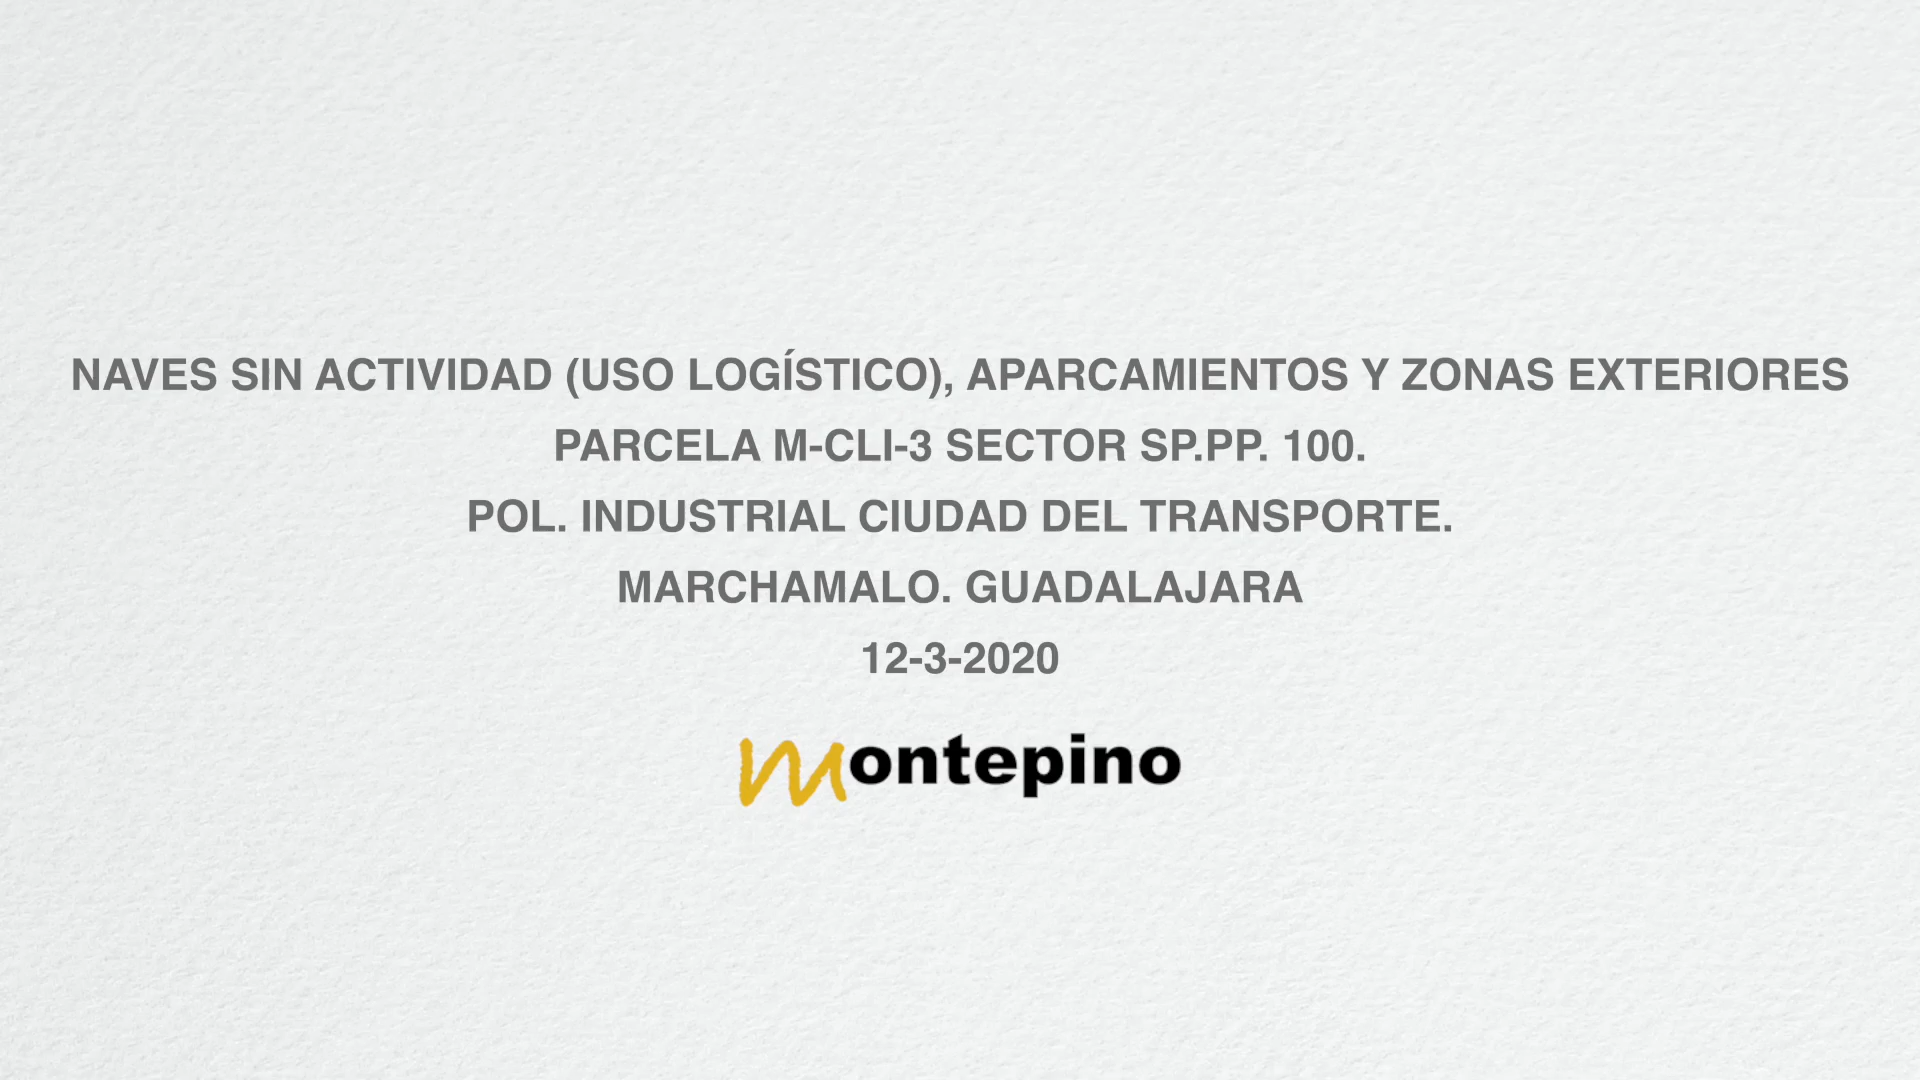 NAVES SIN ACTIVIDAD (USO LOGÍSTICO), APARCAMIENTOS Y ZONAS EXTERIORES
PARCELA M-CLI-3 SECTOR SP.PP. 100.
POL. INDUSTRIAL CIUDAD DEL TRANSPORTE.
MARCHAMALO. GUADALAJARA
12-3-2020
montepino